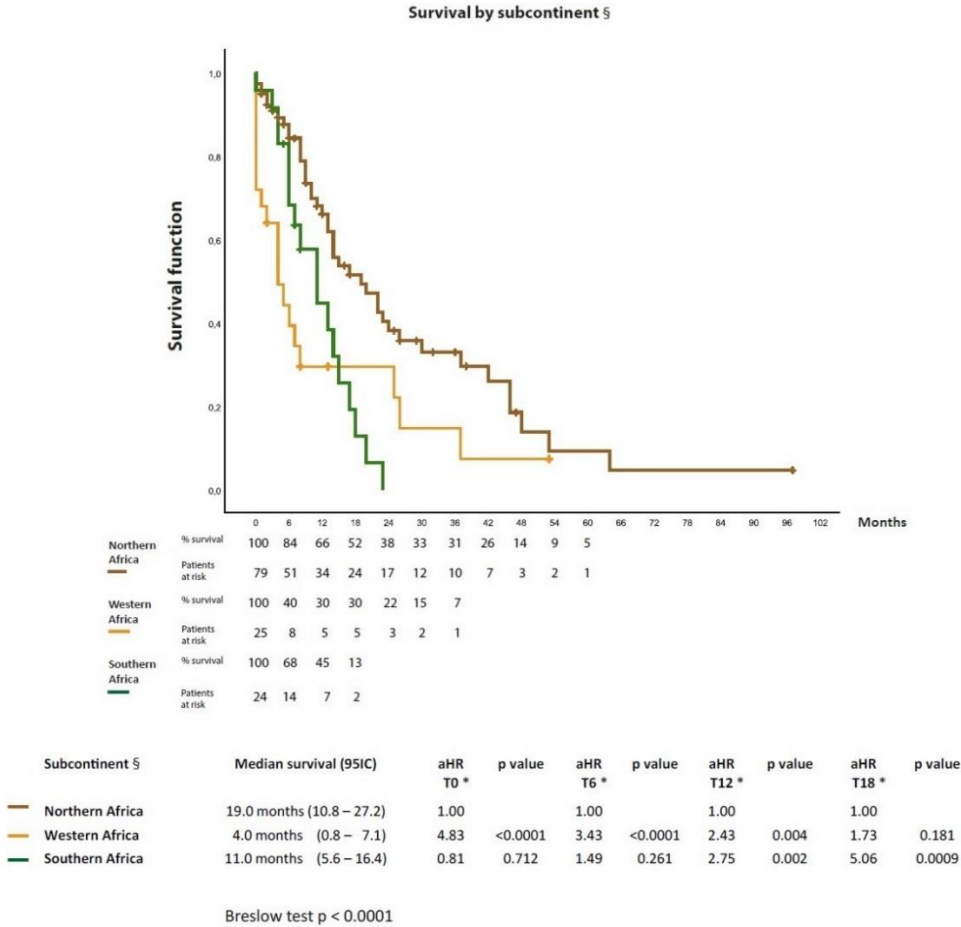 Survival by subcontinent §
Survival function
1,0
0,8
0,6
0,4
0,2
0,0
0 6 12 18 24 30 36 42 48 54 60 66 72 78 84 90 96 102 Months
Northern Africa
% survival 100 84 66 52 38 33 31 26 14 9 5
Patients at risk 79 51 34 24 17 12 10 7 3 2 1
Western Africa
% survival 100 40 30 30 22 15 7
Patients at risk 25 8 5 5 3 2 1
Southern Africa
% survival 100 68 45 13
Patients at risk 24 14 7 2
Subcontinent § Median survival (95IC) aHR p value aHR p value aHR p value aHR p value
T0 * T6 * T12 * T18 *
Northern Africa 19.0 months (10.8 – 27.2) 1.00 1.00 1.00 1.00
Western Africa 4.0 months (0.8 – 7.1) 4.83 <0.0001 3.43 <0.0001 2.43 0.004 1.73 0.181
Southern Africa 11.0 months (5.6 – 16.4) 0.81 0.712 1.49 0.261 2.75 0.002 5.06 0.0009
Breslow test p < 0.0001